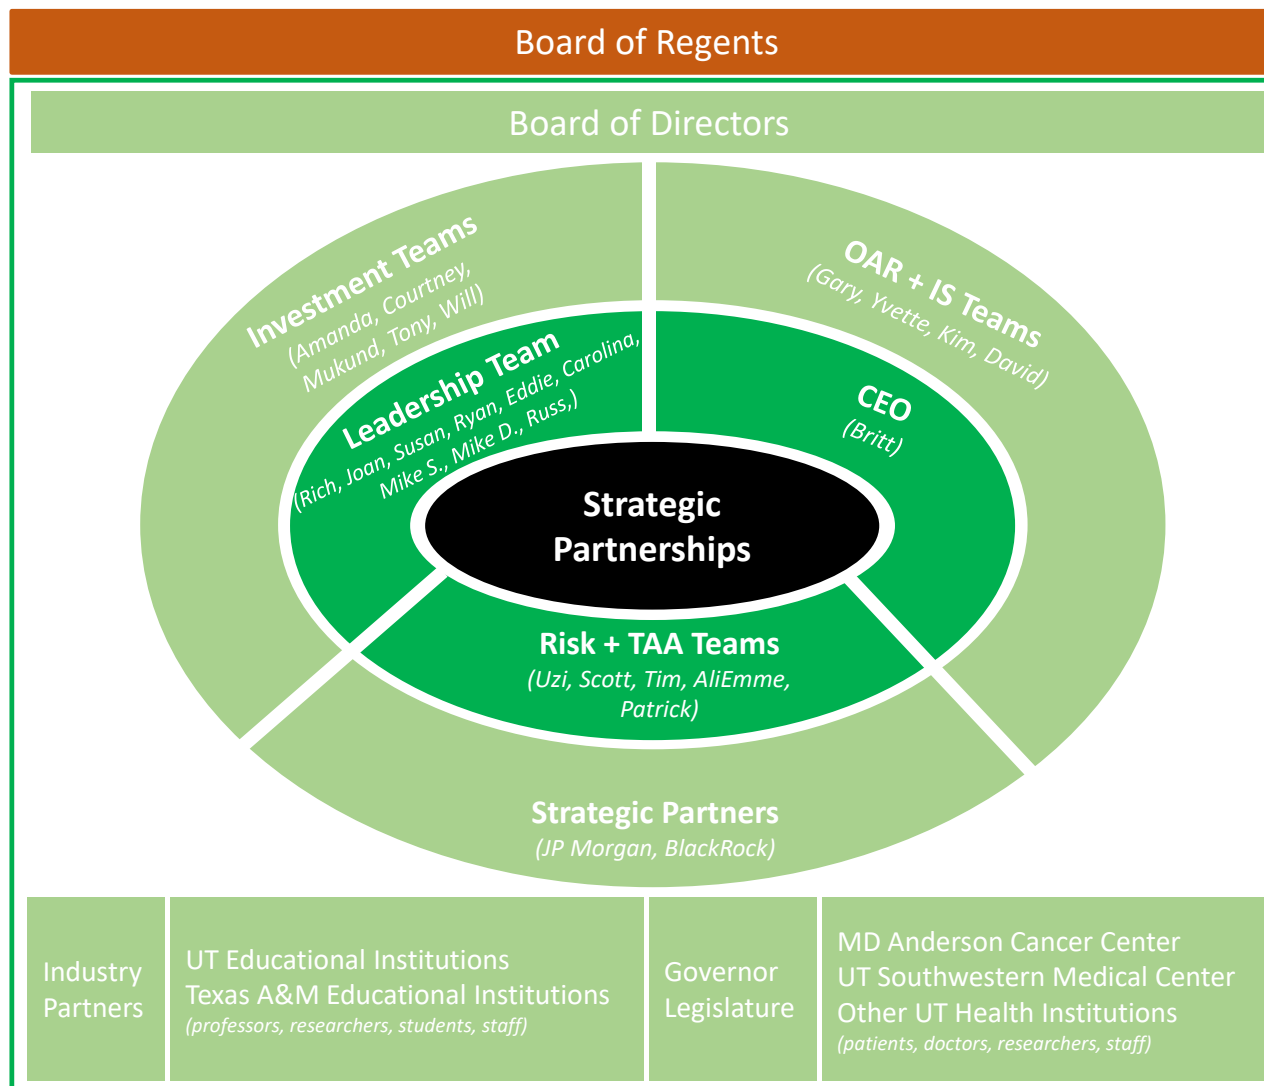 Board of Regents
Board of Directors
Investment Teams
(Amanda, Courtney,
Mukund, Tony, Will)
OAR + IS Teams
(Gary, Yvette, Kim, David)
Leadership Team
(Rich, Joan, Susan, Ryan, Eddie, Carolina,
Mike S., Mike D., Russ,)
CEO
(Britt)
Strategic
Partnerships
Risk + TAA Teams
(Uzi, Scott, Tim, AliEmme,
Patrick)
Strategic Partners
(JP Morgan, BlackRock)
Industry
Partners
UT Educational Institutions
Texas A&M Educational Institutions
(professors, researchers, students, staff)
Governor
Legislature
MD Anderson Cancer Center
UT Southwestern Medical Center
Other UT Health Institutions
(patients, doctors, researchers, staff)